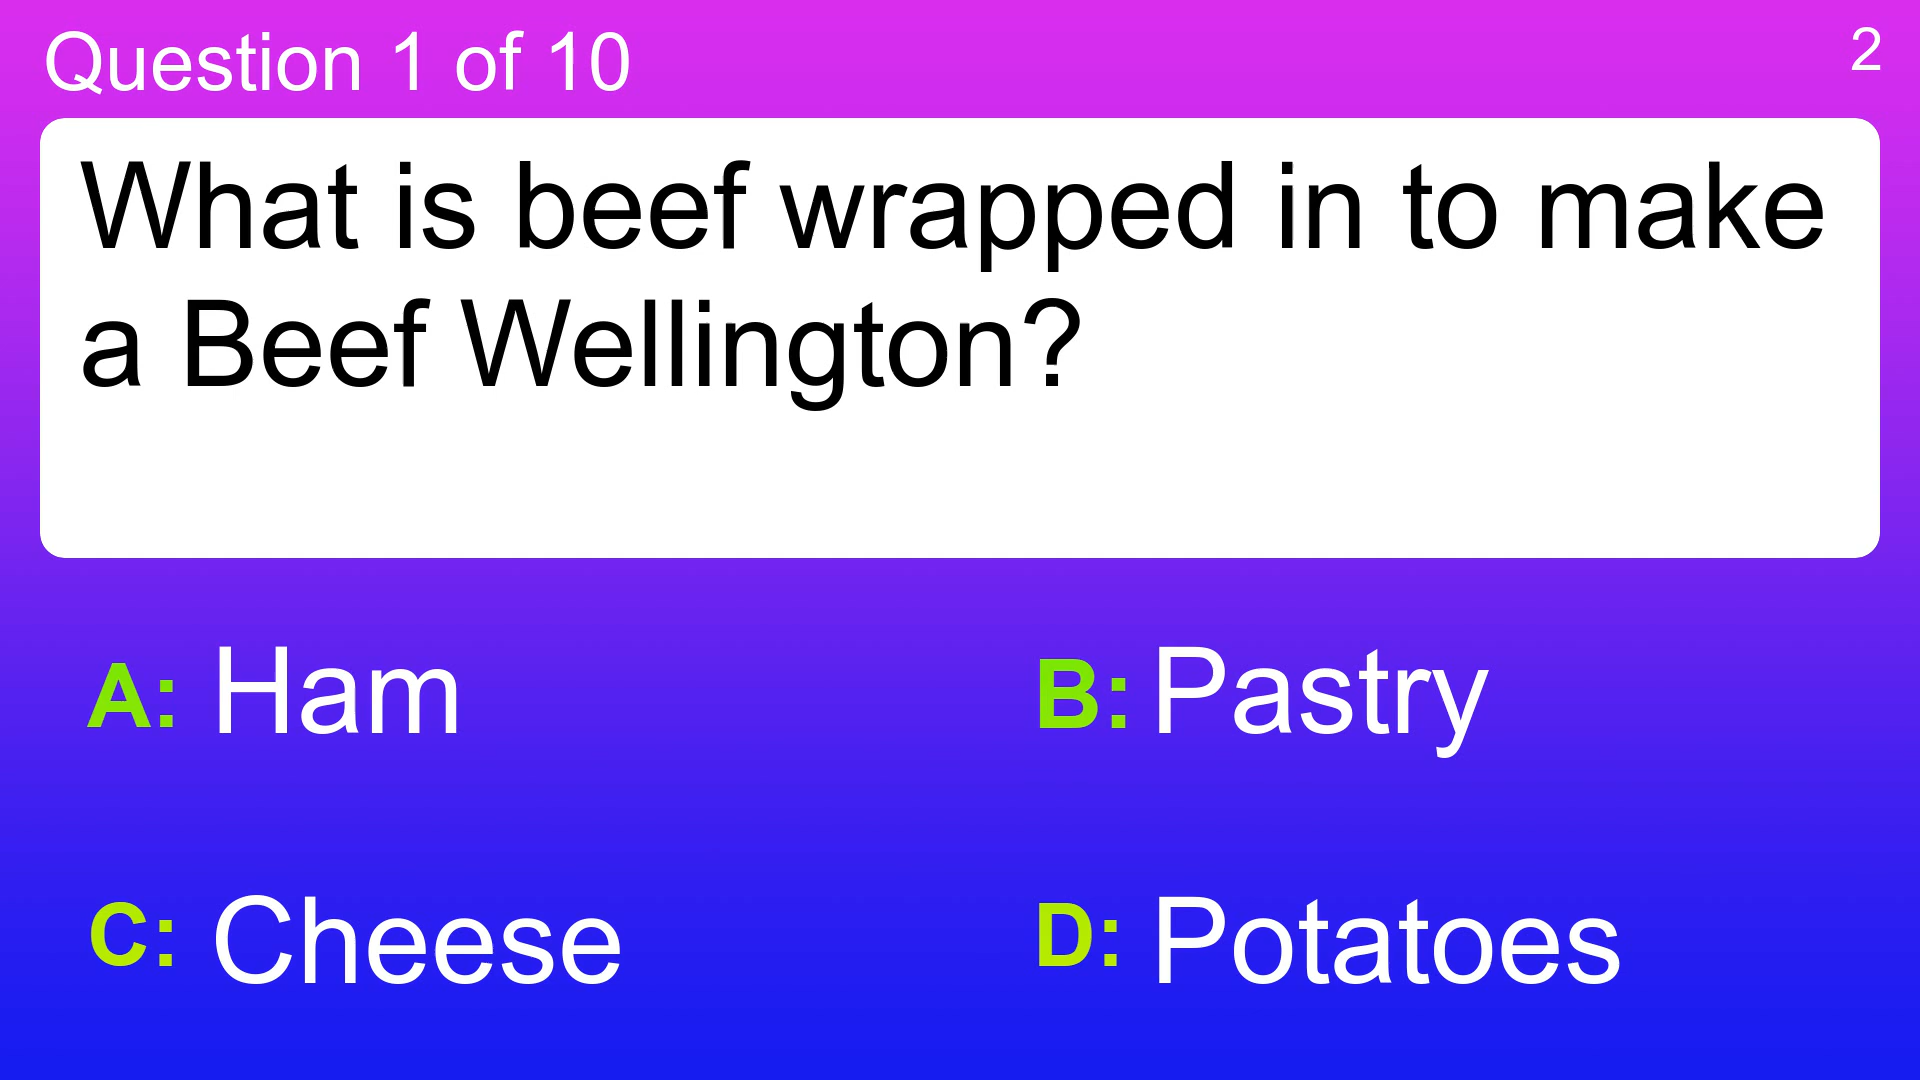 Question 1 of 10
2
What is beef wrapped in to make
a Beef Wellington?
A: Ham
B: Pastry
C: Cheese
D: Potatoes